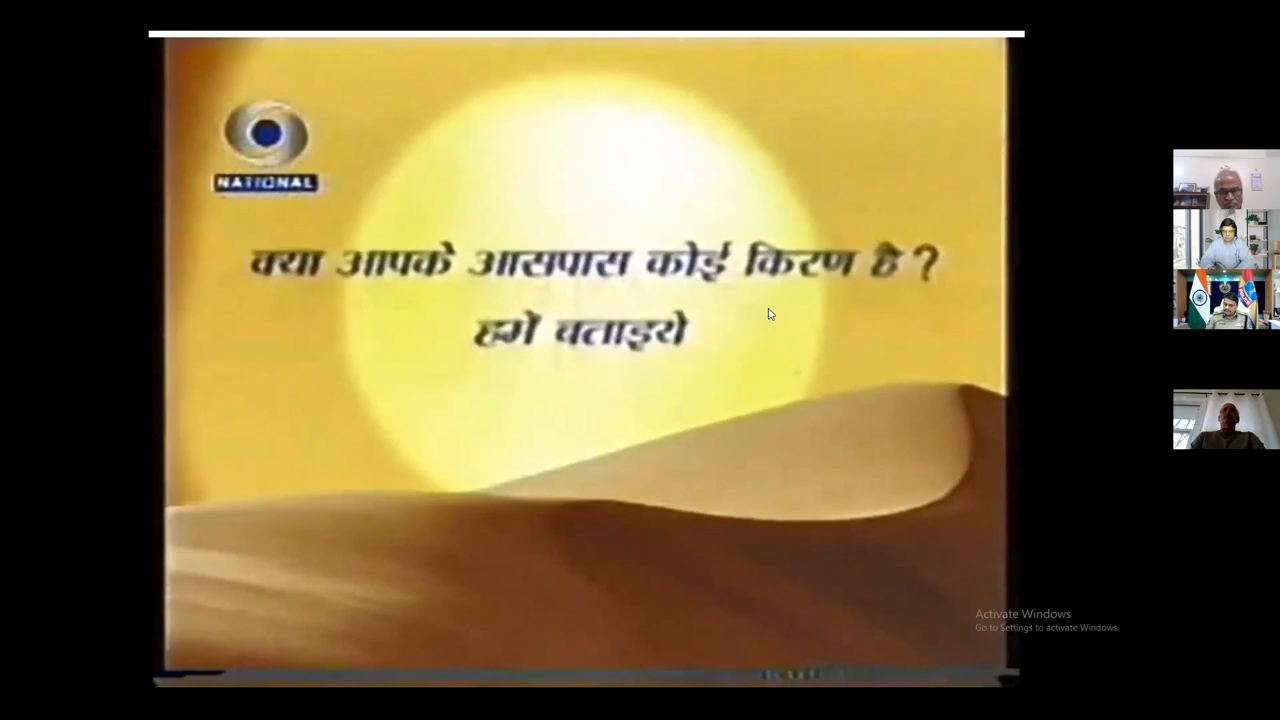 NATIONAL
क्या आपके आसपास कोई किरण है ?
हमें बताइये
Activate Windows
Go to Settings to activate Windows.